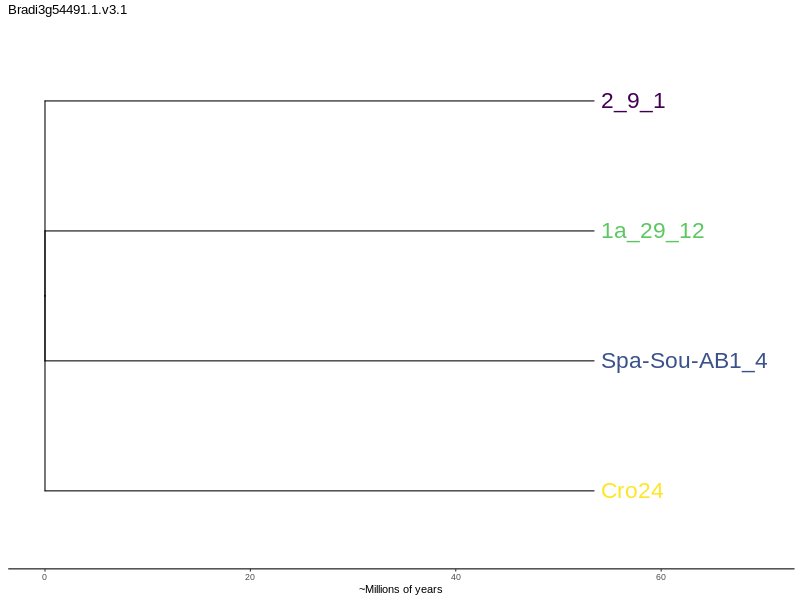 Bradi3g54491.1.v3.1
2_9_1
1a_29_12
Spa-Sou-AB1_4
Cro24
0 20 40 60
~Millions of years